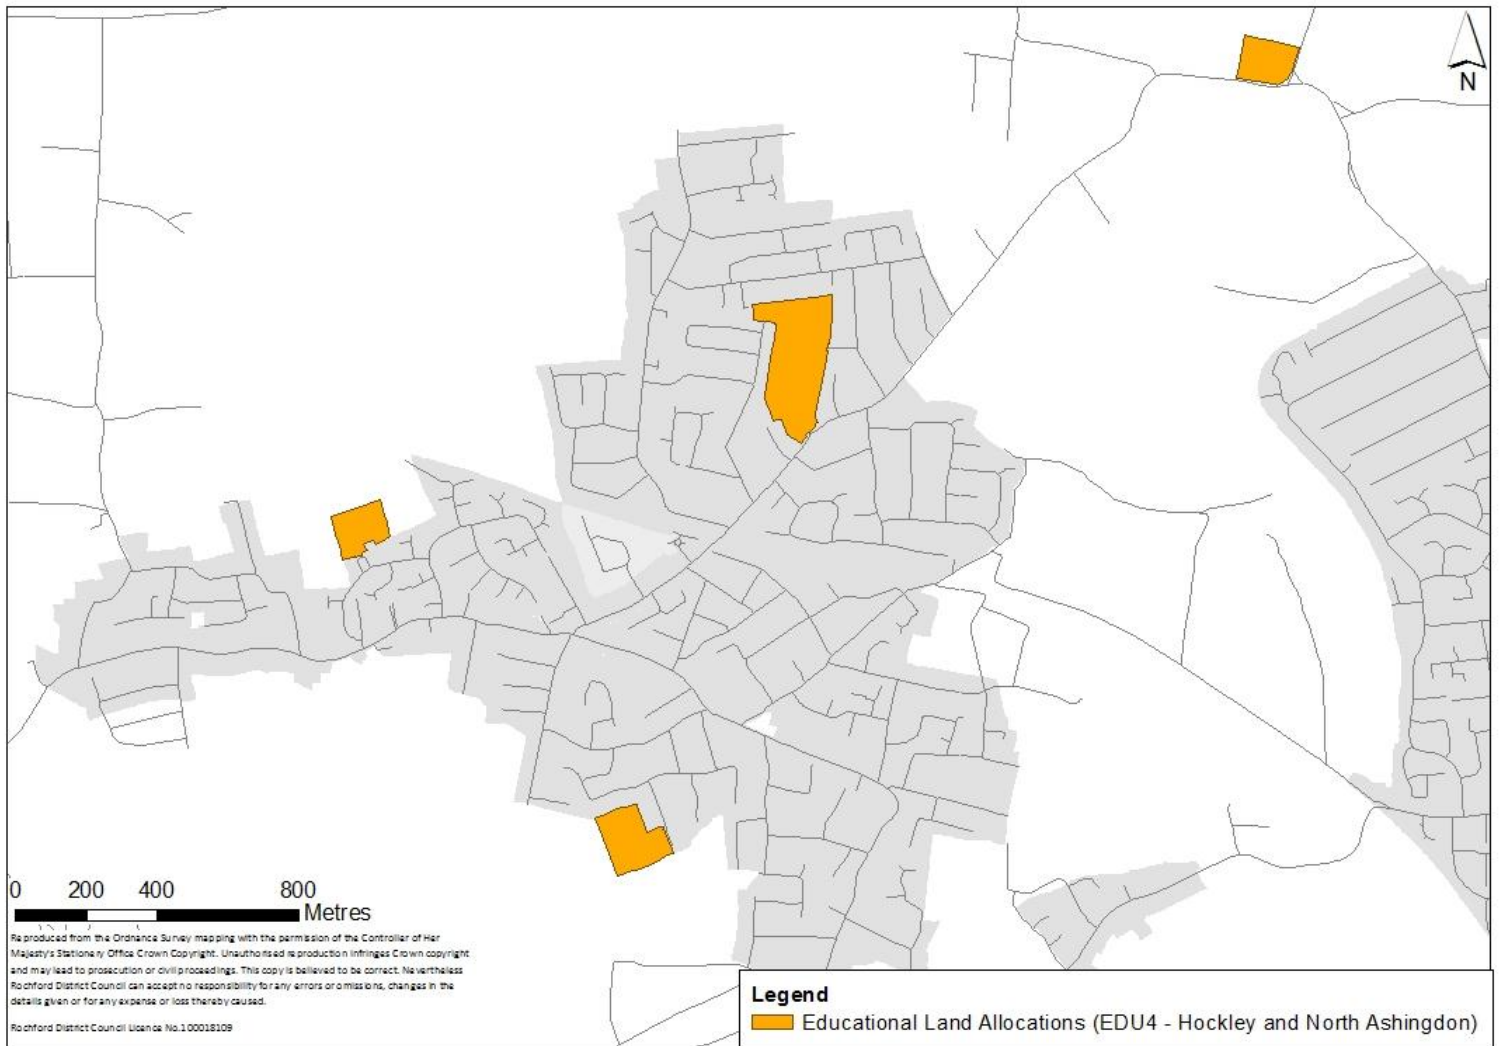 N
0 200 400 800
Metres
Reproduced from the Ordnance Survey mapping with the permission of the Controller of Her
Majesty's Stationery Office Crown Copyright. Unauthorised reproduction infringes Crown copyright
and may lead to prosecution or civil proceedings. This copy is believed to be correct. Nevertheless
Rochford District Council can accept no responsibility for any errors or omissions, changes in the
details given or for any expense or loss thereby caused.
Rochford District Council Licence No.100018109
Legend
Educational Land Allocations (EDU4 - Hockley and North Ashingdon)